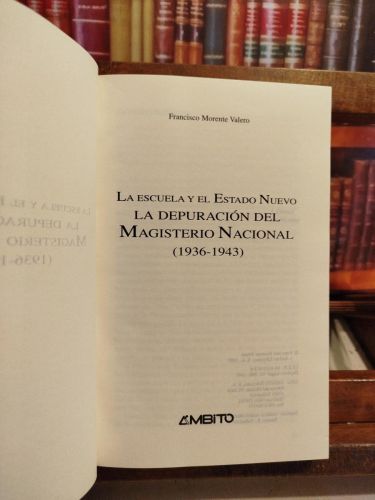 Francisco Morente Valero
LA ESCUELA Y EL ESTADO NUEVO
LA DEPURACIÓN DEL
MAGISTERIO NACIONAL
(1936-1943)
ÁMBITO